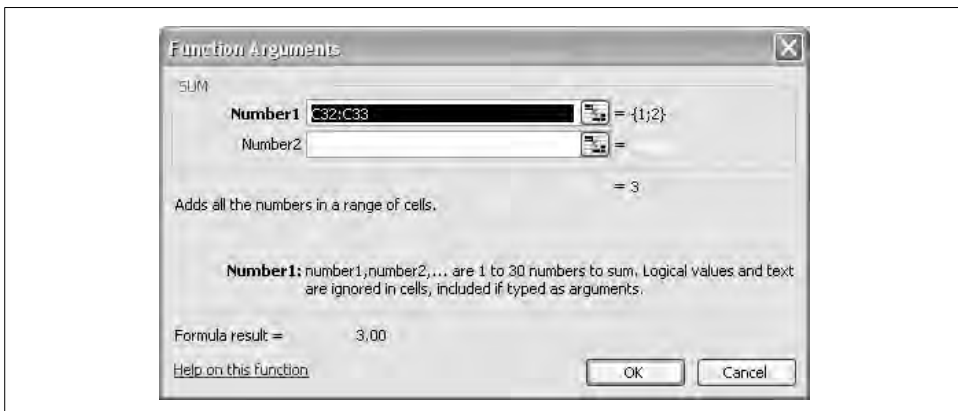 Function Arguments
SUM
Number1 C32:C33 = {1;2}
Number2 =
= 3
Adds all the numbers in a range of cells.
Number1: number1,number2,... are 1 to 30 numbers to sum. Logical values and text
are ignored in cells, included if typed as arguments.
Formula result = 3,00
Help on this function OK Cancel